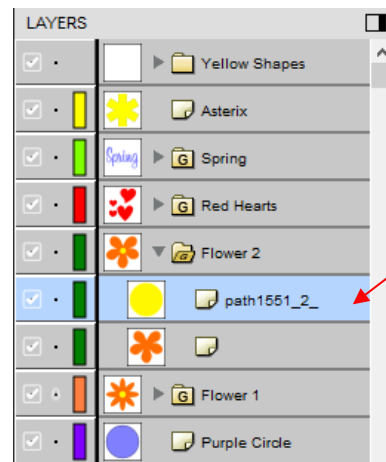 LAYERS
Yellow Shapes
Asterix
Spring G Spring
G Red Hearts
G Flower 2
path1551_2_
G Flower 1
Purple Circle